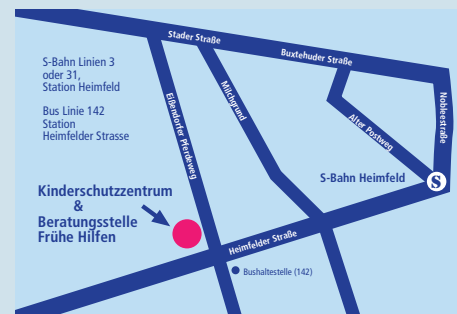 Stader Straße
Buxtehuder Straße
S-Bahn Linien 3
oder 31,
Station Heimfeld
Bus Linie 142
Station
Heimfelder Strasse
Eißendorfer Pferdeweg
Milchgrund
Alter Postweg
Nobleestraße
S-Bahn Heimfeld
S
Kinderschutzzentrum
&
Beratungsstelle
Frühe Hilfen
Heimfelder Straße
Bushaltestelle (142)